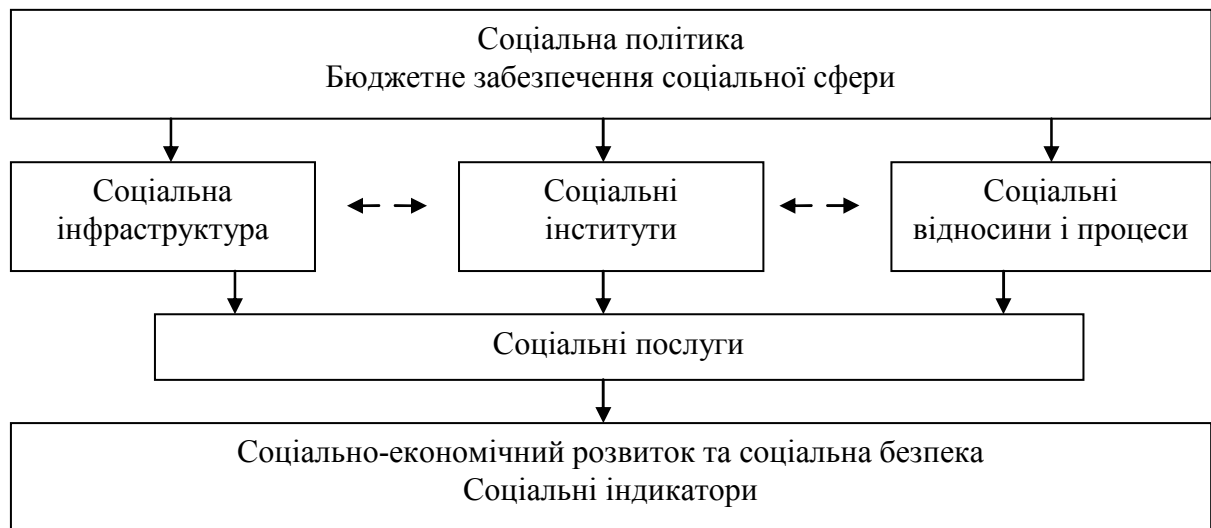 Соціальна політика
Бюджетне забезпечення соціальної сфери
Соціальна
інфраструктура
Соціальні
інститути
Соціальні
відносини і процеси
Соціальні послуги
Соціально-економічний розвиток та соціальна безпека
Соціальні індикатори